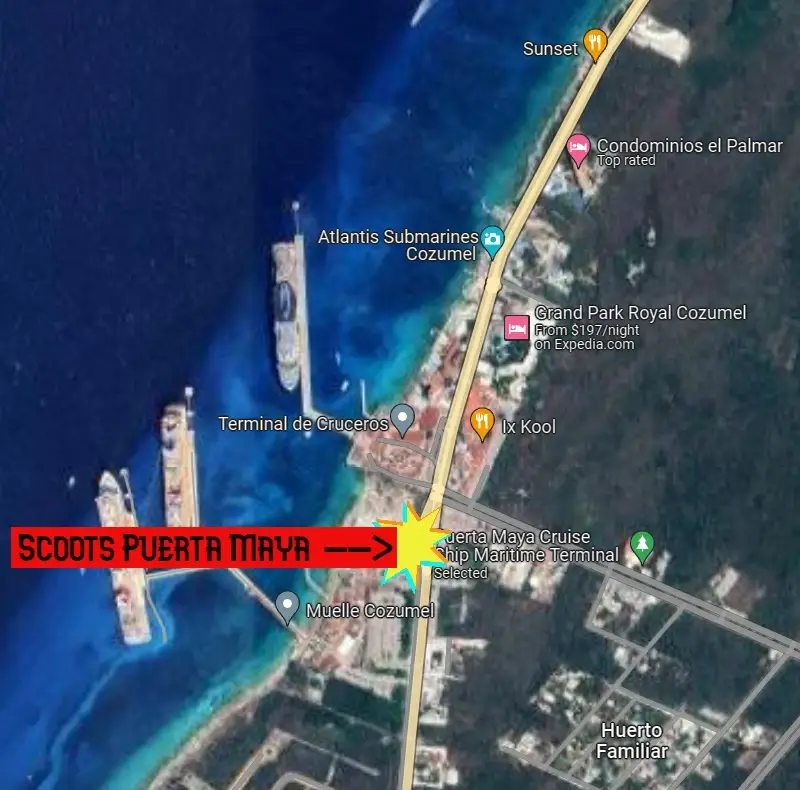 Sunset
Condominios el Palmar
Top rated
Atlantis Submarines
Cozumel
Grand Park Royal Cozumel
From $197/night
on Expedia.com
Terminal de Cruceros
Ix Kool
SCOOTS PUERTA MAYA -->
uerta Maya Cruise
Ship Maritime Terminal
Selected
Muelle Cozumel
Huerto
Familiar